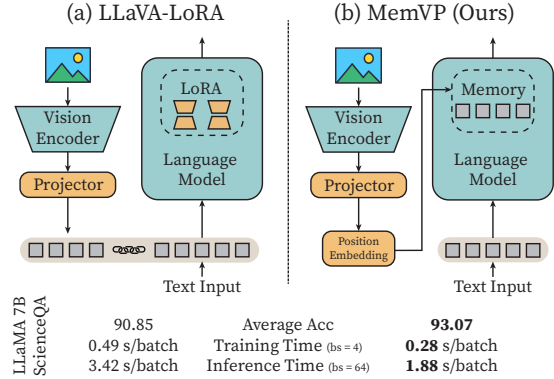 (a) LLaVA-LoRA
(b) MemVP (Ours)
LoRA
Vision
Encoder
Language
Model
Projector
Text Input
Memory
Vision
Encoder
Language
Model
Projector
Position
Embedding
Text Input
LLaMA 7B
ScienceQA
90.85 Average Acc 93.07
0.49 s/batch Training Time (bs = 4) 0.28 s/batch
3.42 s/batch Inference Time (bs = 64) 1.88 s/batch